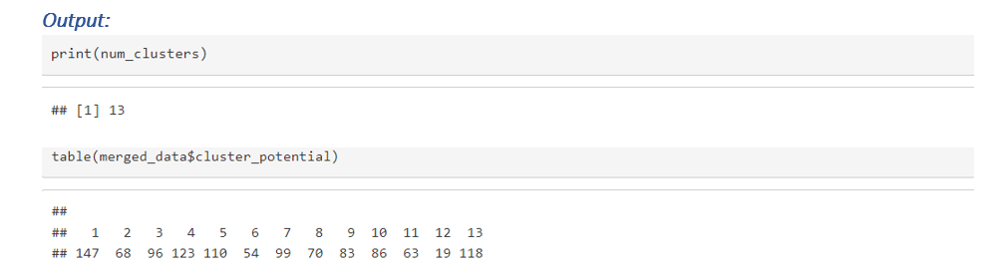 Output:
print(num_clusters)
## [1] 13
table(merged_data$cluster_potential)
##
##   1   2   3   4   5   6   7   8   9  10  11  12  13
## 147  68  96 123 110  54  99  70  83  86  63  19 118